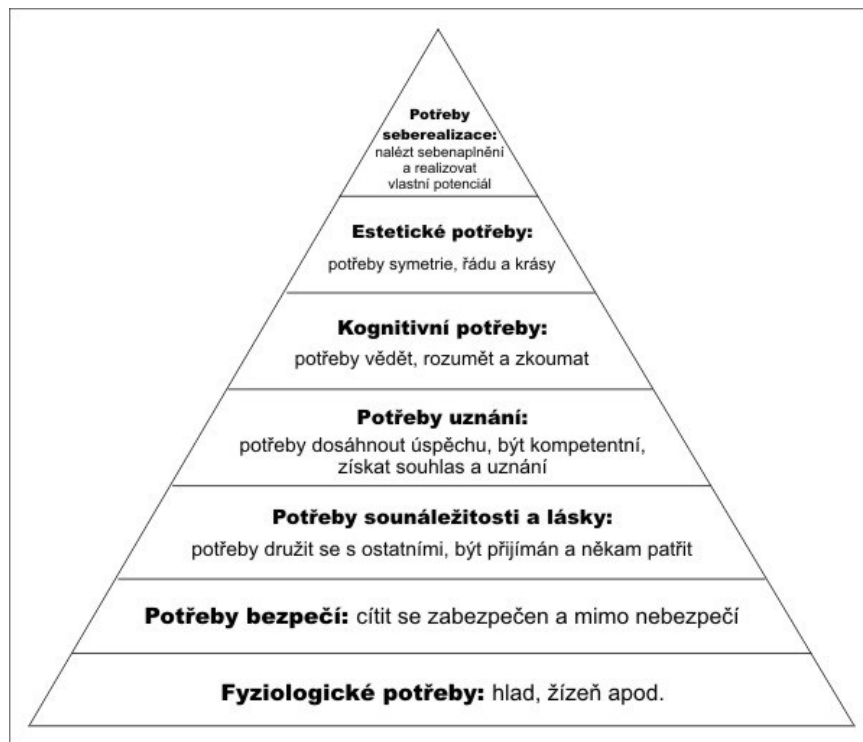 Potřeby
seberealizace:
nalézt sebenaplnění
a realizovat
vlastní potenciál
Estetické potřeby:
potřeby symetrie, řádu a krásy
Kognitivní potřeby:
potřeby vědět, rozumět a zkoumat
Potřeby uznání:
potřeby dosáhnout úspěchu, být kompetentní,
získat souhlas a uznání
Potřeby sounáležitosti a lásky:
potřeby družit se s ostatními, být přijímán a někam patřit
Potřeby bezpečí: cítit se zabezpečen a mimo nebezpečí
Fyziologické potřeby: hlad, žízeň apod.